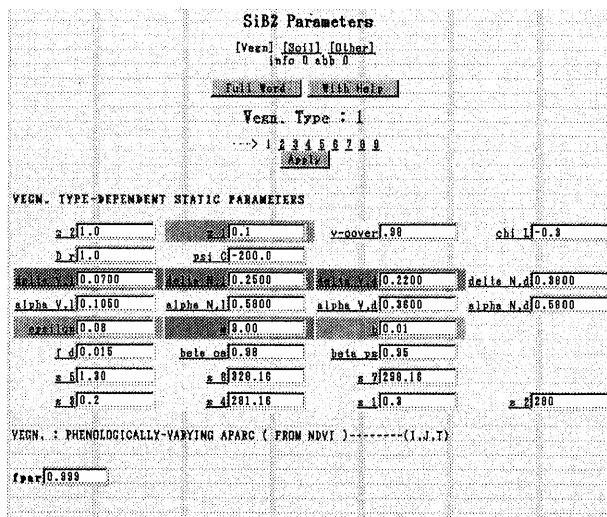 SiB2 Parameters
[Vegn] [Soil] [Other]
info 0 abb 0
Full Word With Help
Vegn. Type : 1
---> 1 2 3 4 5 6 7 8 9
Apply
VEGN. TYPE-DEPENDENT STATIC PARAMETERS
z 2 1.0 z 1 0.1 v-cover .98 chi L -0.3
D r 1.0 psi C -200.0
delta V,l 0.0700 delta N,l 0.2500 delta V,d 0.2200 delta N,d 0.3800
alpha V,l 0.1050 alpha N,l 0.5800 alpha V,d 0.3600 alpha N,d 0.5800
epsilon 0.08 m 9.00 b 0.01
f d 0.015 beta ce 0.98 beta ps 0.95
s 5 1.30 s 6 328.16 s 7 298.16
s 3 0.2 s 4 281.16 s 1 0.3 s 2 280
VEGN. : PHENOLOGICALLY-VARYING APARC ( FROM NDVI )--------(I.J.T)
fpar 0.999